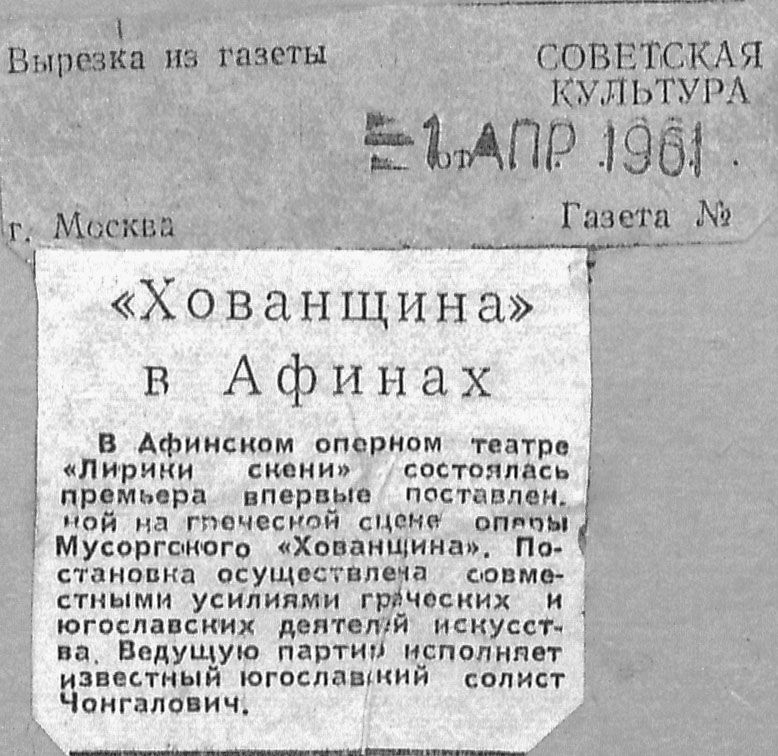 Вырезка из газеты
СОВЕТСКАЯ
КУЛЬТУРА
от
-1 АПР 1961 .
г. Москва
Газета №
«Хованщина»
в Афинах
В Афинском оперном театре
«Лирики скени» состоялась
премьера впервые поставлен.
ной на греческой сцене оперы
Мусоргского «Хованщина». По-
становка осуществлена совме-
стными усилиями греческих и
югославских деятелей искусст-
ва. Ведущую партию исполняет
известный югославский солист
Чонгалович.